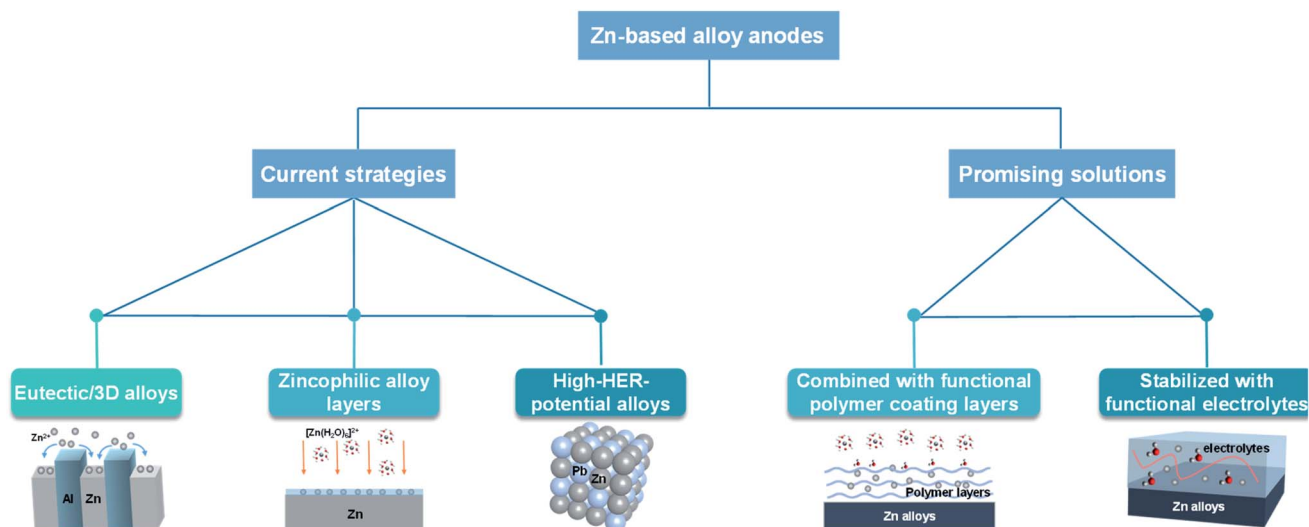 Zn-based alloy anodes
Current strategies
Promising solutions
Eutectic/3D alloys
Zincophilic alloy
layers
High-HER-
potential alloys
Combined with functional
polymer coating layers
Stabilized with
functional electrolytes
Zn²⁺
Al
Zn
[Zn(H₂O)₆]²⁺
Zn
Pb
Zn
Polymer layers
Zn alloys
electrolytes
Zn alloys